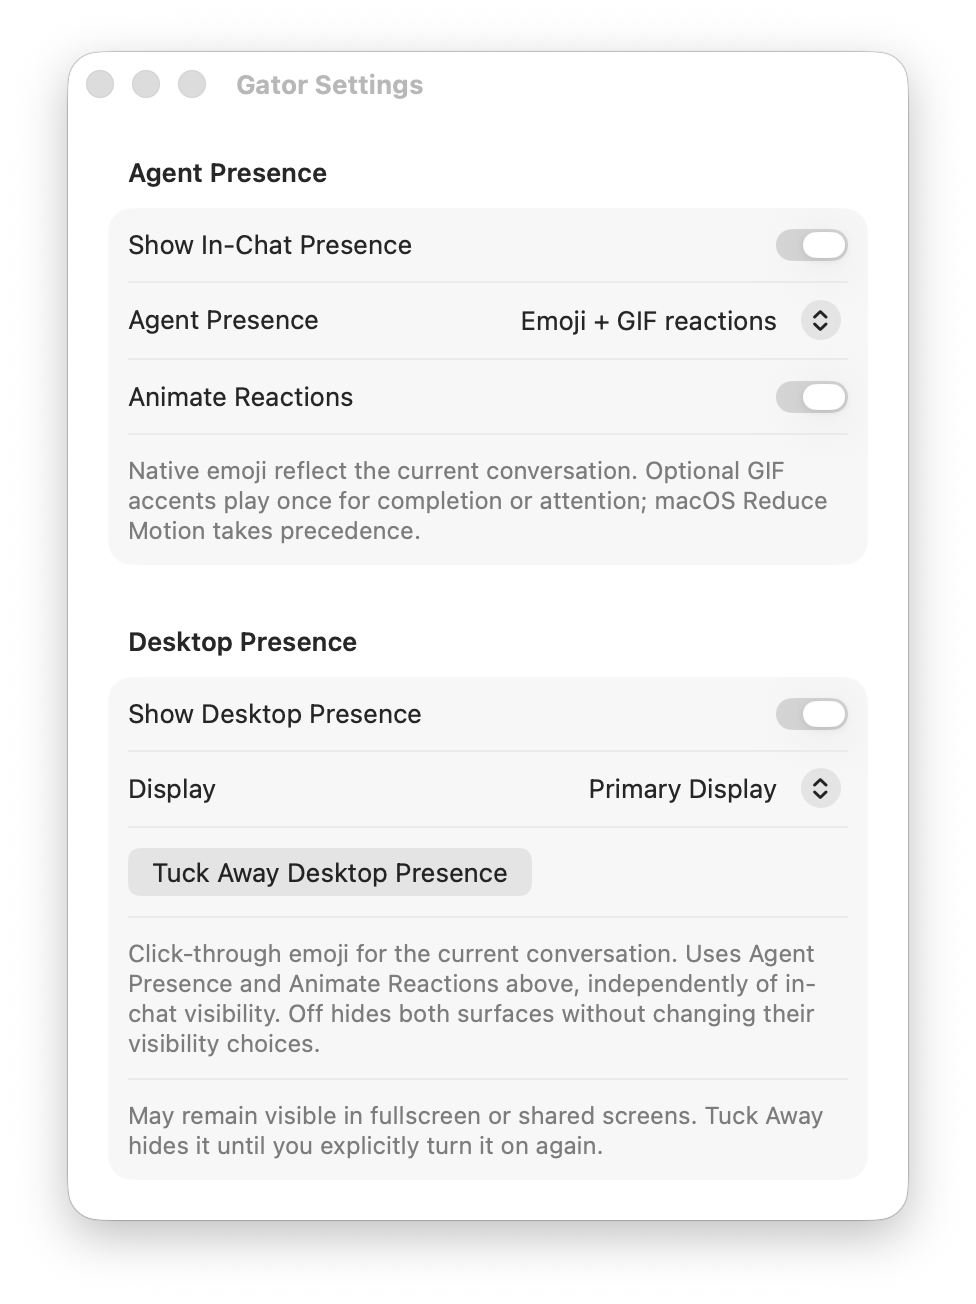 Gator Settings
Agent Presence
Show In-Chat Presence
Agent Presence
Emoji + GIF reactions
Animate Reactions
Native emoji reflect the current conversation. Optional GIF
accents play once for completion or attention; macOS Reduce
Motion takes precedence.
Desktop Presence
Show Desktop Presence
Display
Primary Display
Tuck Away Desktop Presence
Click-through emoji for the current conversation. Uses Agent
Presence and Animate Reactions above, independently of in-
chat visibility. Off hides both surfaces without changing their
visibility choices.
May remain visible in fullscreen or shared screens. Tuck Away
hides it until you explicitly turn it on again.